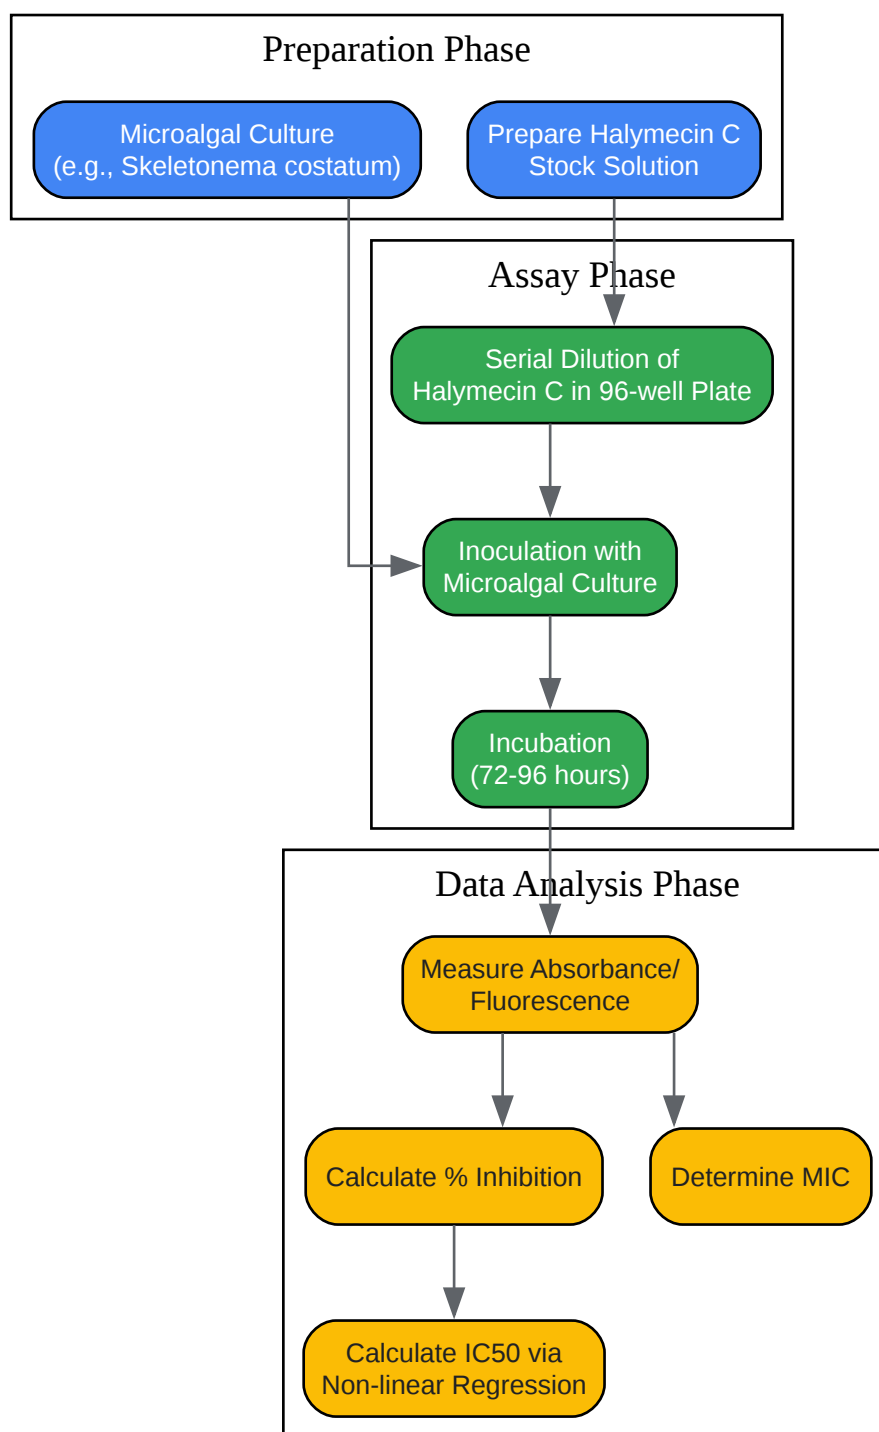 Preparation Phase
Microalgal Culture
(e.g., Skeletonema costatum)
Prepare Halymecin C
Stock Solution
Assay Phase
Serial Dilution of
Halymecin C in 96-well Plate
Inoculation with
Microalgal Culture
Incubation
(72-96 hours)
Data Analysis Phase
Measure Absorbance/
Fluorescence
Calculate % Inhibition
Determine MIC
Calculate IC50 via
Non-linear Regression